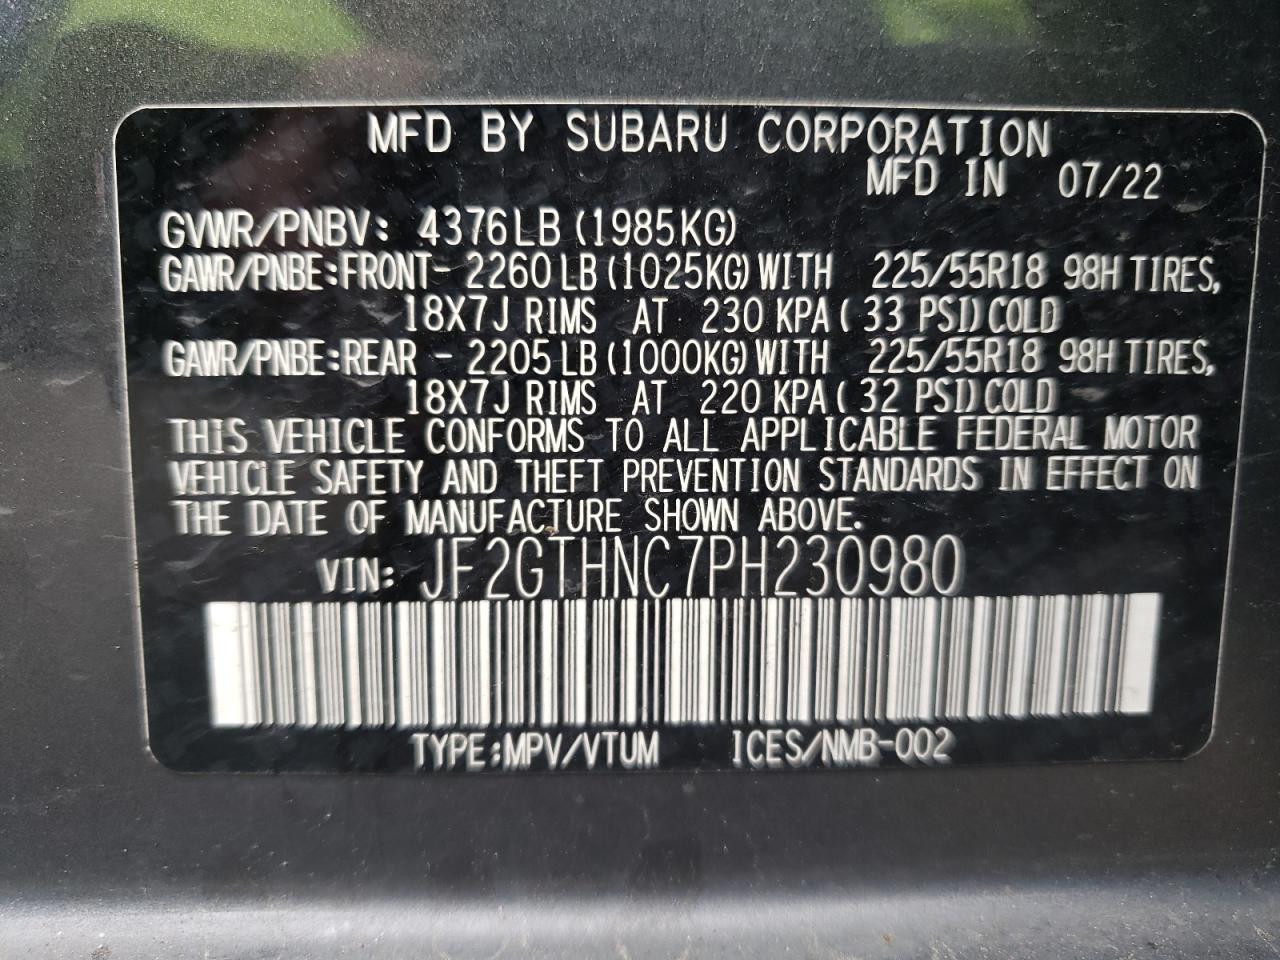 MFD BY SUBARU CORPORATION
MFD IN 07/22
GVWR/PNBV: 4376LB (1985KG)
GAWR/PNBE:FRONT- 2260 LB (1025KG) WITH 225/55R18 98H TIRES,
18X7J RIMS AT 230 KPA ( 33 PSI) COLD
GAWR/PNBE:REAR - 2205 LB (1000KG) WITH 225/55R18 98H TIRES,
18X7J RIMS AT 220 KPA ( 32 PSI) COLD
THIS VEHICLE CONFORMS TO ALL APPLICABLE FEDERAL MOTOR
VEHICLE SAFETY AND THEFT PREVENTION STANDARDS IN EFFECT ON
THE DATE OF MANUFACTURE SHOWN ABOVE.
VIN: JF2GTHNC7PH230980
TYPE:MPV/VTUM ICES/NMB-002